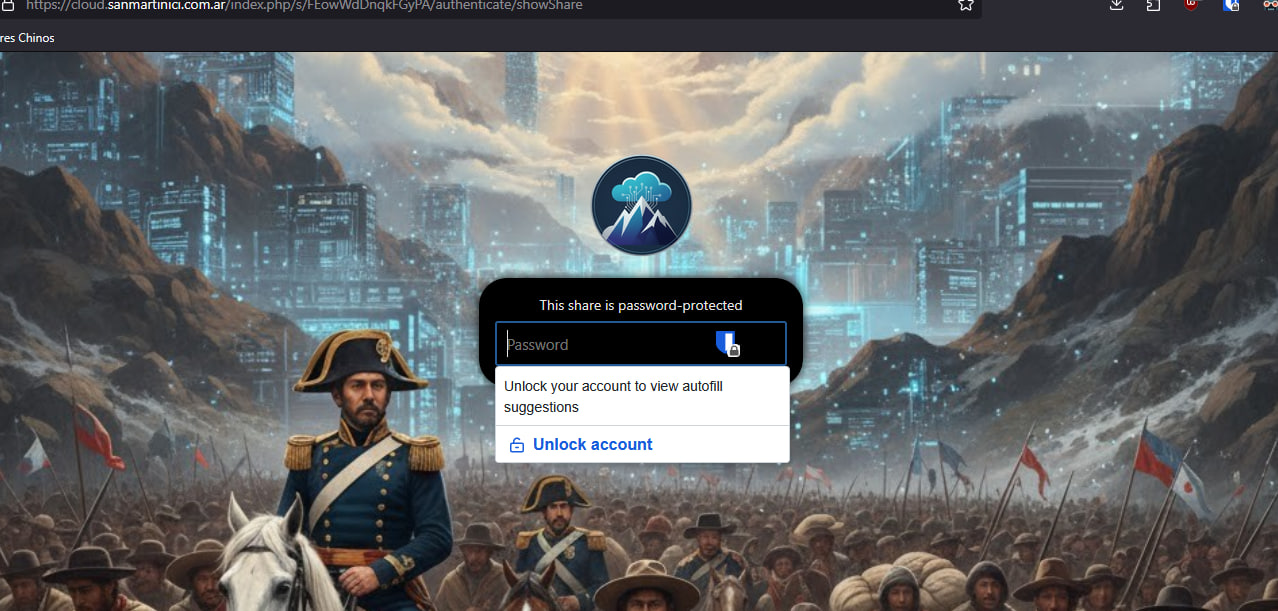 https://cloud.sanmartinici.com.ar/index.php/s/FEowWdDnqkFGyPA/authenticate/showShare
res Chinos
This share is password-protected
Password
Unlock your account to view autofill
suggestions
Unlock account